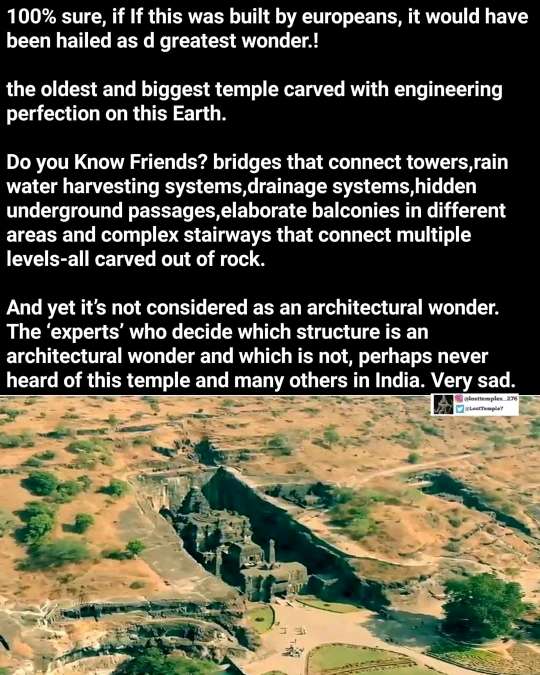 100% sure, if If this was built by europeans, it would have
been hailed as d greatest wonder.!
the oldest and biggest temple carved with engineering
perfection on this Earth.
Do you Know Friends? bridges that connect towers,rain
water harvesting systems,drainage systems,hidden
underground passages,elaborate balconies in different
areas and complex stairways that connect multiple
levels-all carved out of rock.
And yet it’s not considered as an architectural wonder.
The ‘experts’ who decide which structure is an
architectural wonder and which is not, perhaps never
heard of this temple and many others in India. Very sad.
@losttemples_276
@LostTemple7